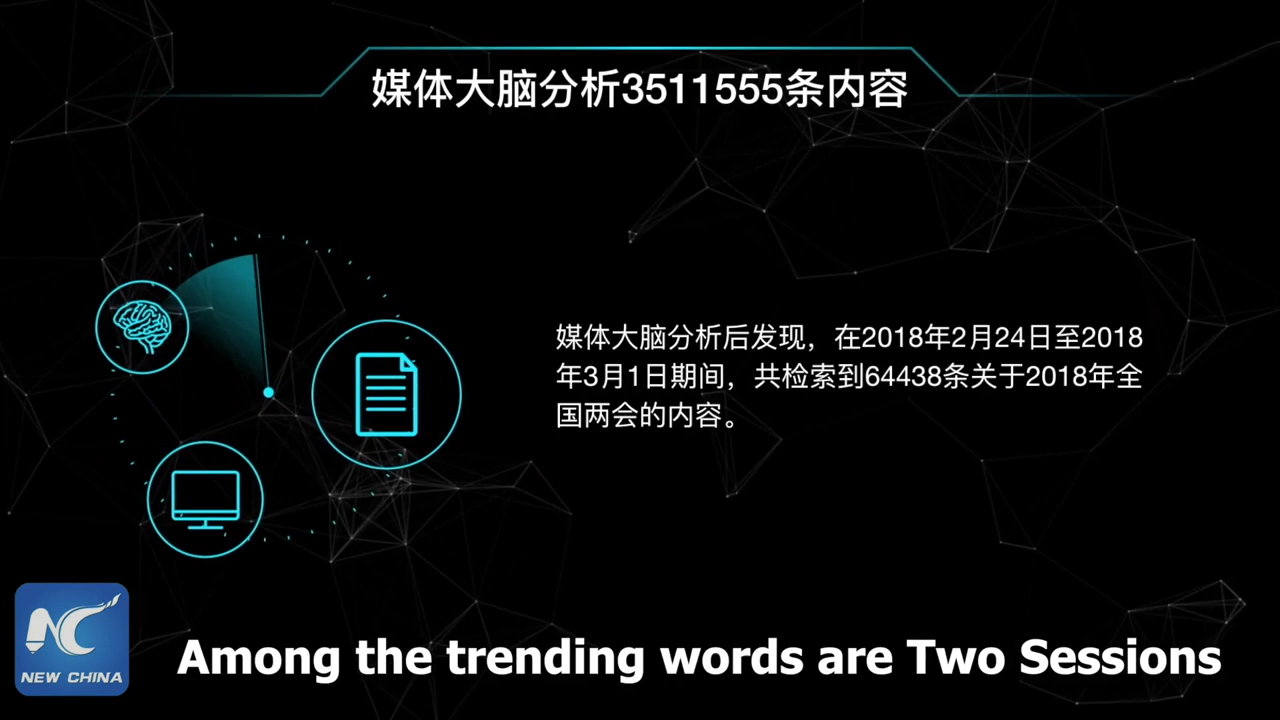 媒体大脑分析3511555条内容
媒体大脑分析后发现，在2018年2月24日至2018
年3月1日期间，共检索到64438条关于2018年全
国两会的内容。
NC
NEW CHINA
Among the trending words are Two Sessions